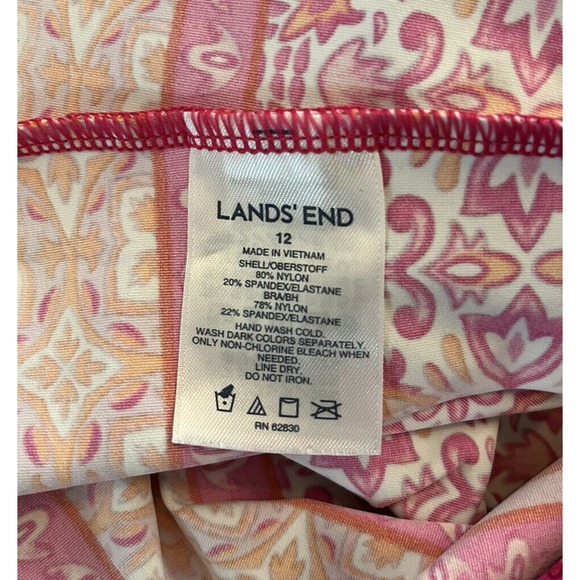 LANDS' END
12
MADE IN VIETNAM
SHELL/OBERSTOFF
80% NYLON
20% SPANDEX/ELASTANE
BRA/BH
78% NYLON
22% SPANDEX/ELASTANE
HAND WASH COLD.
WASH DARK COLORS SEPARATELY.
ONLY NON-CHLORINE BLEACH WHEN
NEEDED.
LINE DRY.
DO NOT IRON.
RN 62830